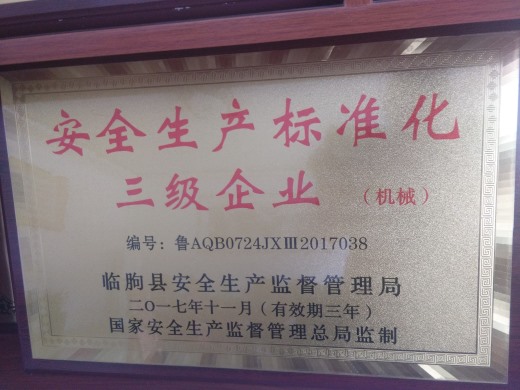 安全生产标准化
三级企业（机械）
编号：鲁AQB0724JXⅢ2017038
临朐县安全生产监督管理局
二〇一七年十一月（有效期三年）
国家安全生产监督管理总局监制